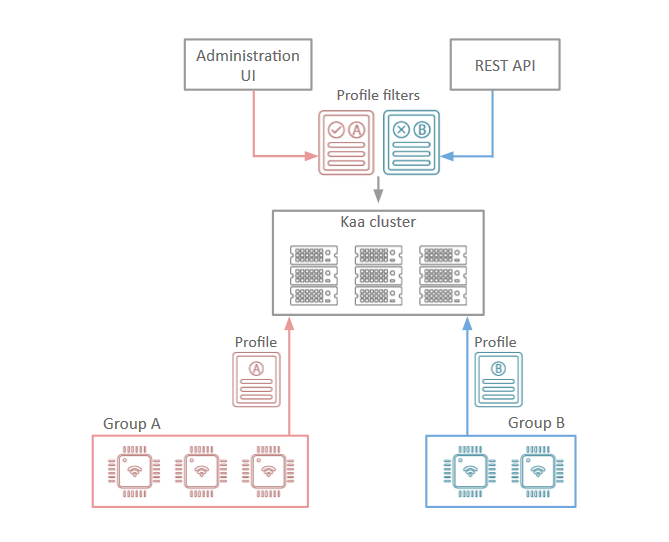 Administration
UI
REST API
Profile filters
A
B
Kaa cluster
Profile
A
Profile
B
Group A
Group B